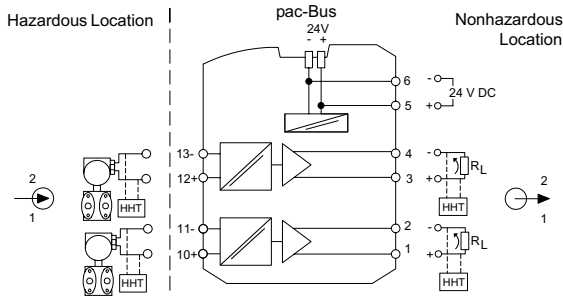 Hazardous Location
pac-Bus
Nonhazardous
Location
24V
- +
6
5
-
+
24 V DC
13-
12+
4
3
-
+
RL
HHT
HHT
2
1
2
1
11-
10+
2
1
-
+
RL
HHT
HHT